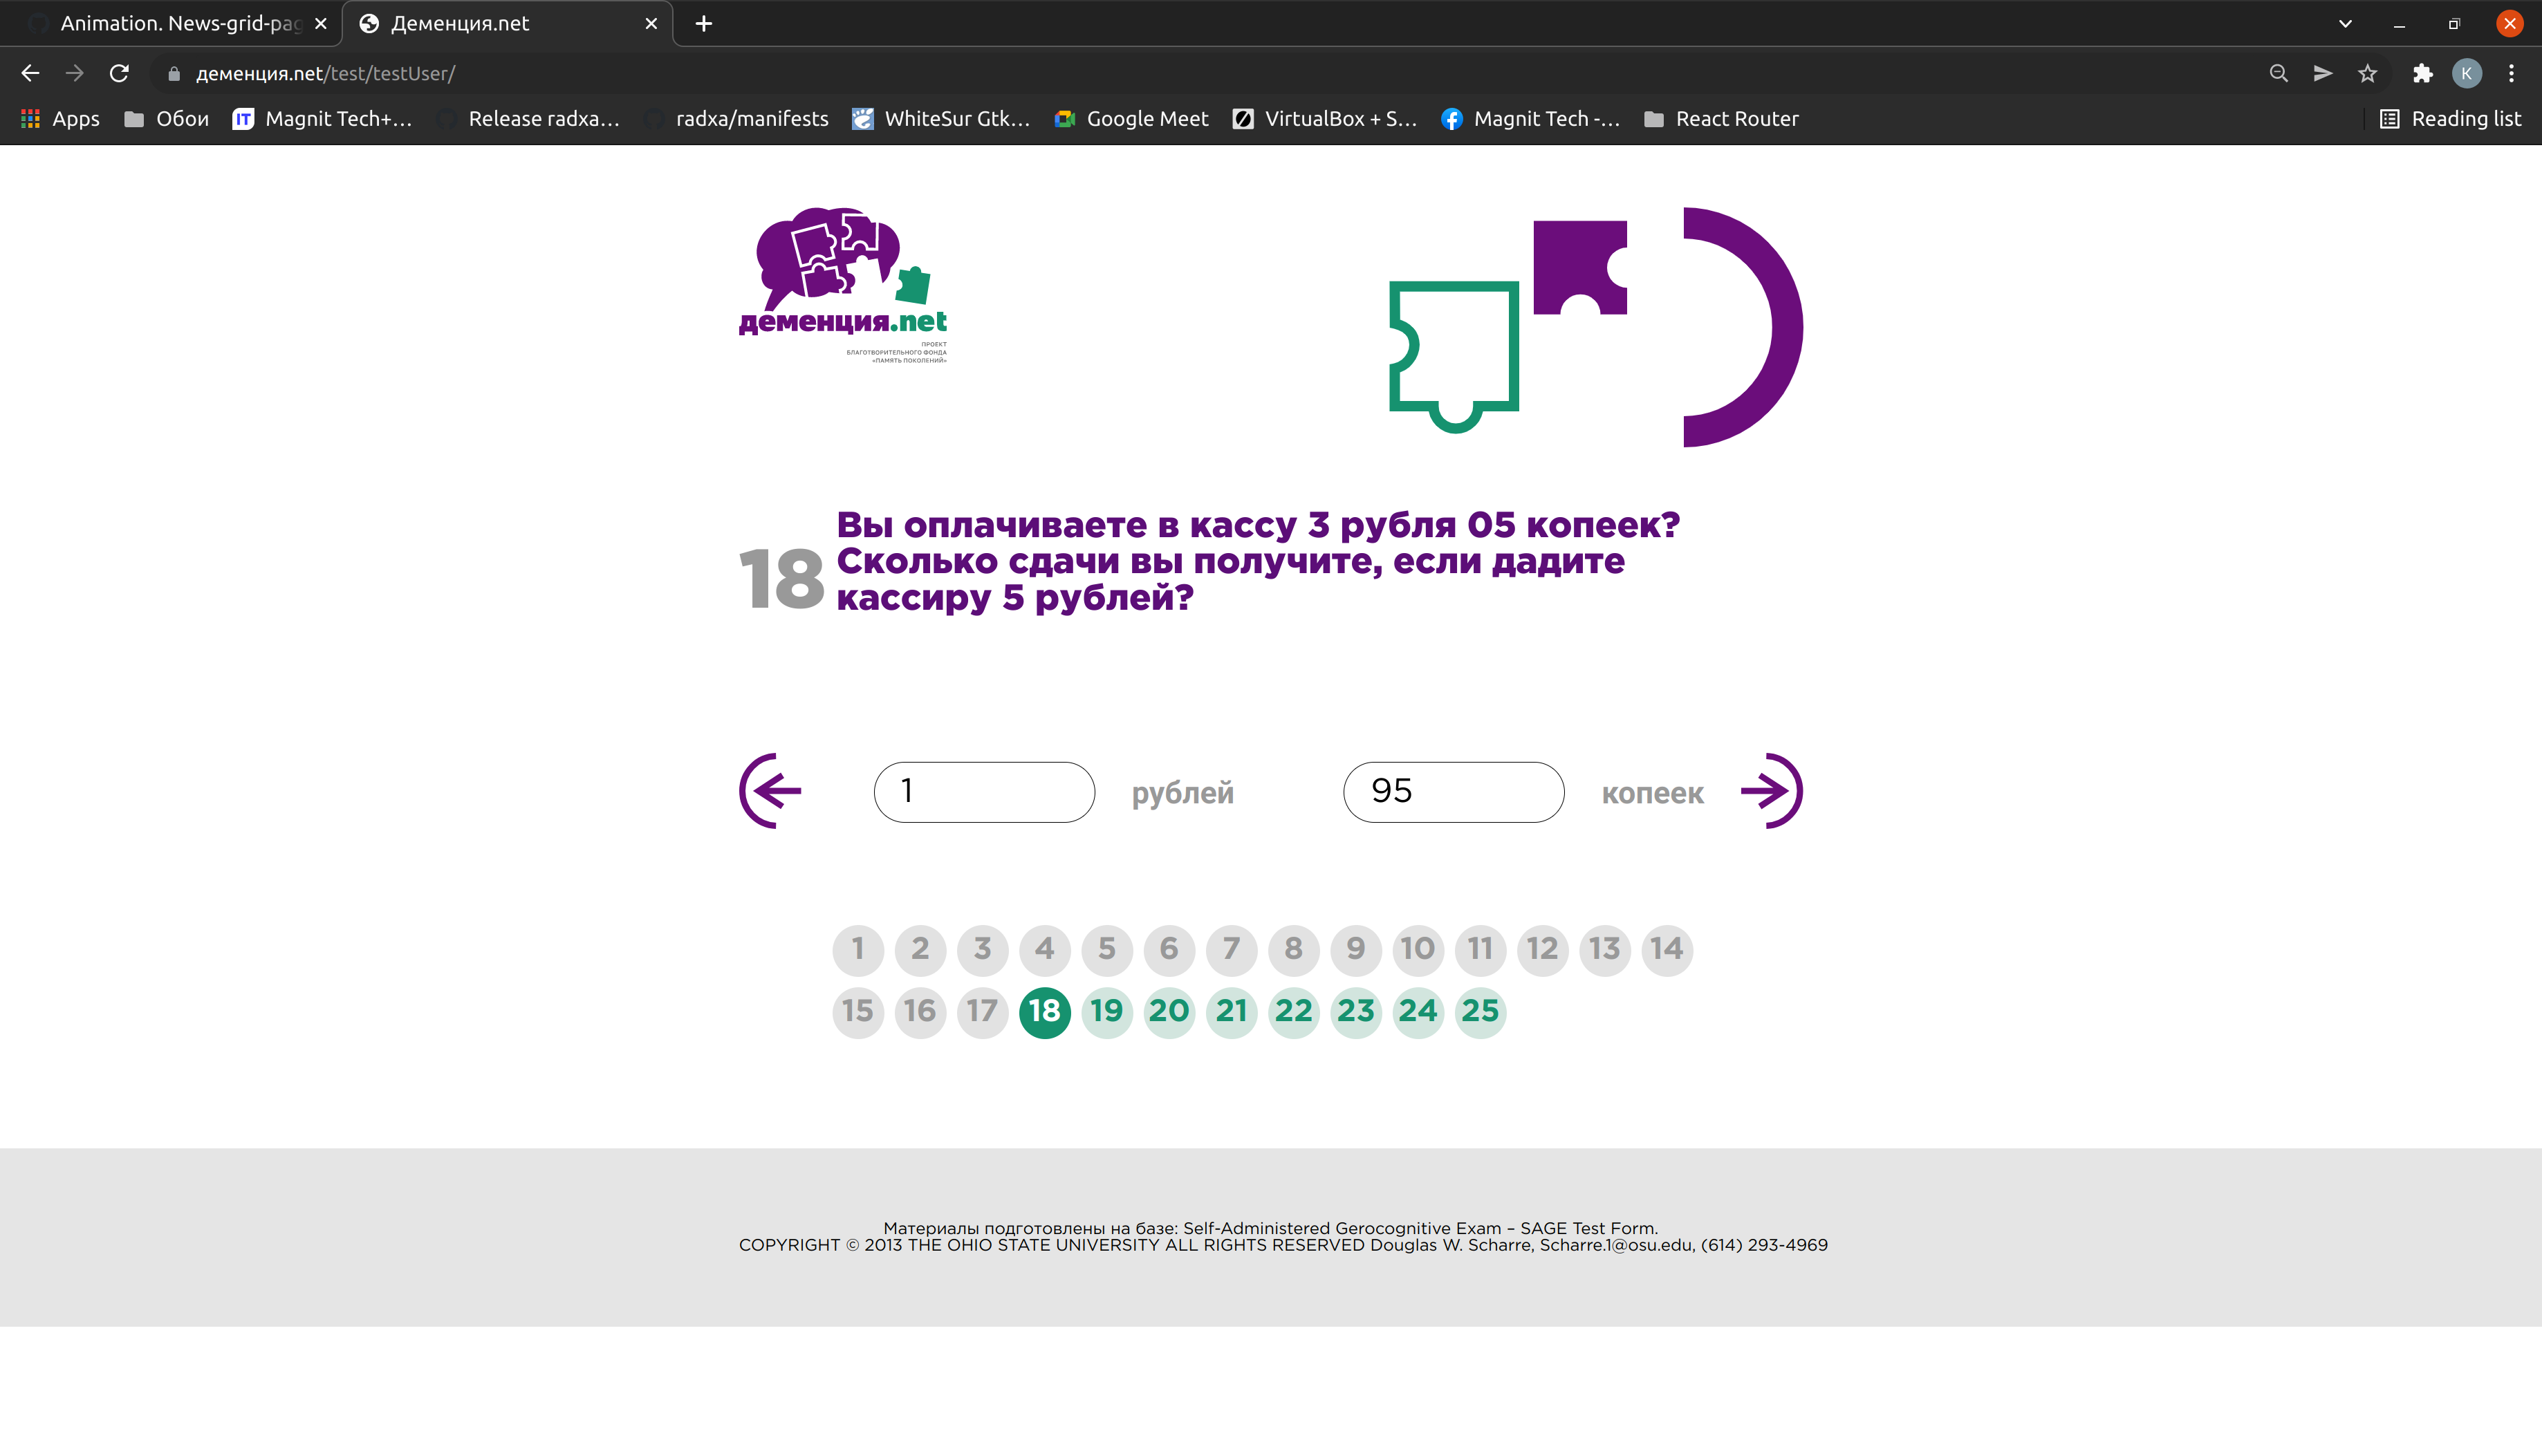 Animation. News-grid-pag
Деменция.net
деменция.net/test/testUser/
K
Apps
Обои
IT
Magnit Tech+...
Release radxa...
radxa/manifests
WhiteSur Gtk...
Google Meet
VirtualBox + S...
Magnit Tech -...
React Router
Reading list
деменция.net
ПРОЕКТ
БЛАГОТВОРИТЕЛЬНОГО ФОНДА
«ПАМЯТЬ ПОКОЛЕНИЙ»
18
Вы оплачиваете в кассу 3 рубля 05 копеек?
Сколько сдачи вы получите, если дадите
кассиру 5 рублей?
1 рублей 95 копеек
1 2 3 4 5 6 7 8 9 10 11 12 13 14
15 16 17 18 19 20 21 22 23 24 25
Материалы подготовлены на базе: Self-Administered Gerocognitive Exam – SAGE Test Form.
COPYRIGHT © 2013 THE OHIO STATE UNIVERSITY ALL RIGHTS RESERVED Douglas W. Scharre, Scharre.1@osu.edu, (614) 293-4969